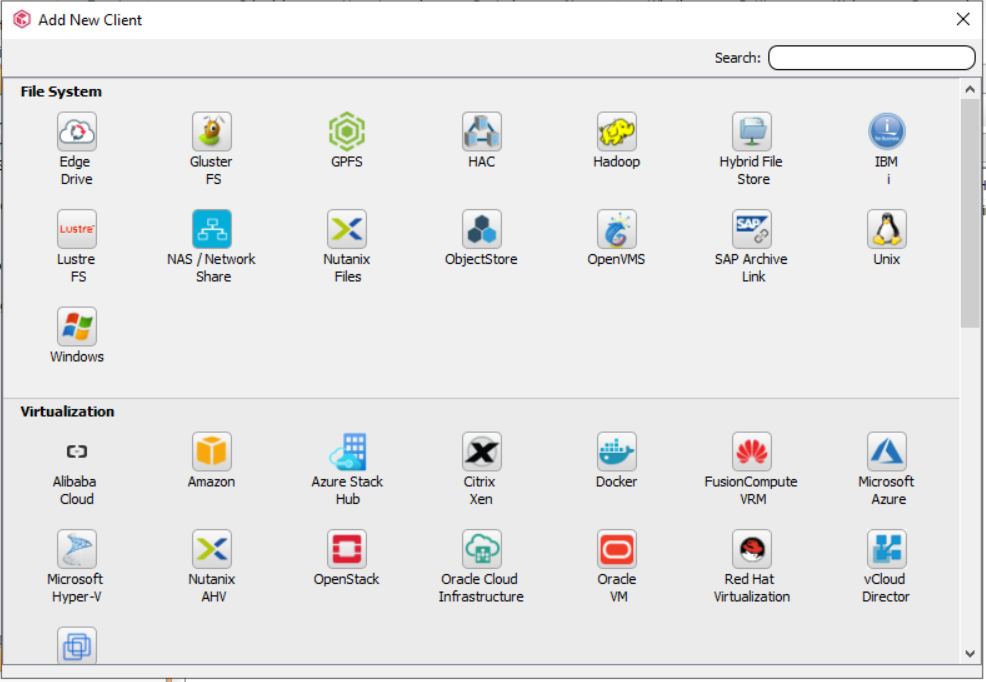 Add New Client
Search:
File System
Edge Drive
Gluster FS
GPFS
HAC
Hadoop
Hybrid File Store
IBM i
Lustre
Lustre FS
NAS / Network Share
Nutanix Files
ObjectStore
OpenVMS
SAP
SAP Archive Link
Unix
Windows
Virtualization
Alibaba Cloud
Amazon
Azure Stack Hub
Citrix Xen
Docker
FusionCompute VRM
Microsoft Azure
Microsoft Hyper-V
Nutanix AHV
OpenStack
Oracle Cloud Infrastructure
Oracle VM
Red Hat Virtualization
vCloud Director